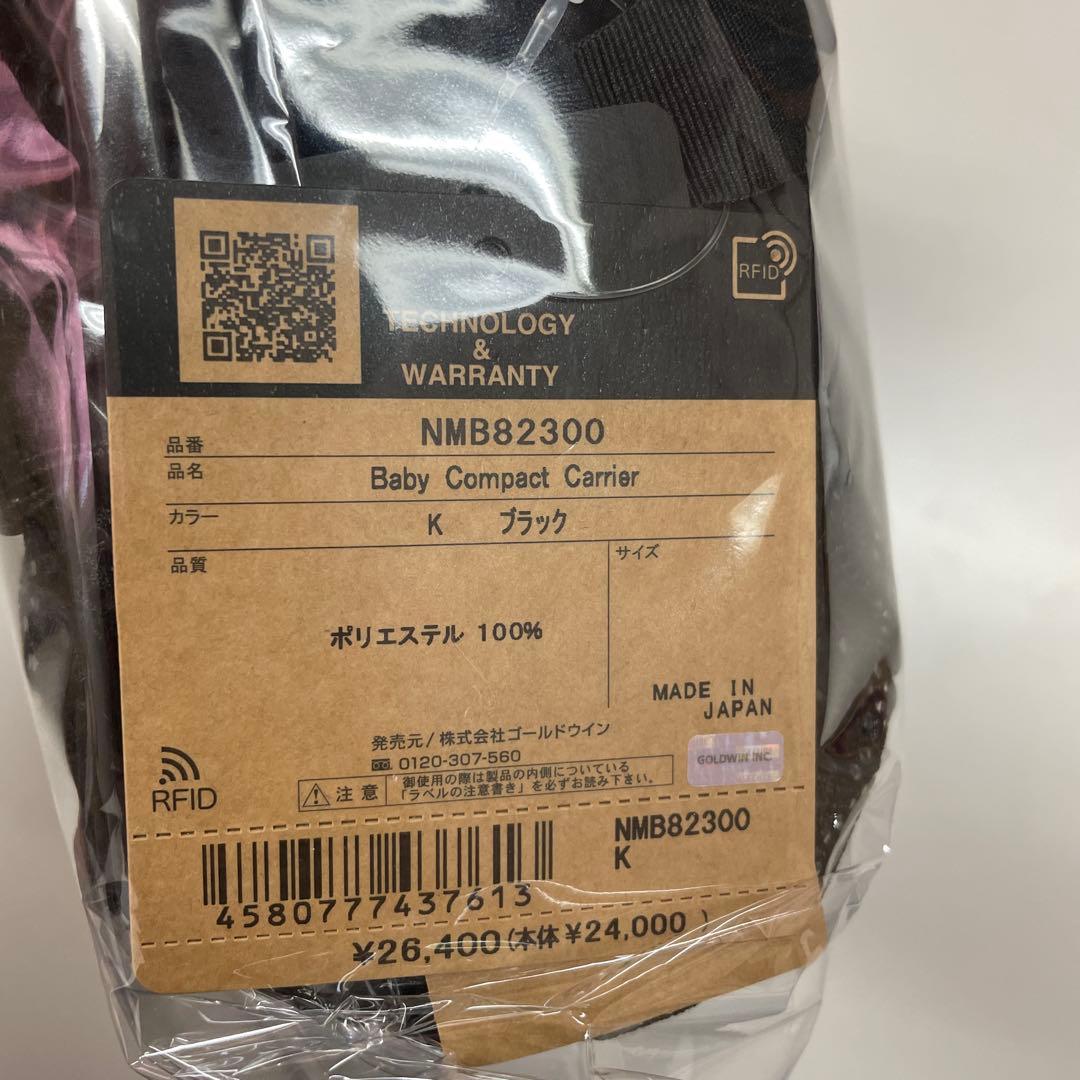 RFID
TECHNOLOGY
&
WARRANTY
品番 NMB82300
品名 Baby Compact Carrier
カラー K ブラック
品質 サイズ
ポリエステル 100%
MADE IN
JAPAN
発売元/株式会社ゴールドウイン
0120-307-560
GOLDWIN INC.
RFID
注意 御使用の際は製品の内側についている
「ラベルの注意書き」を必ずお読み下さい。
NMB82300
K
4580777437613
¥26,400(本体¥24,000 )